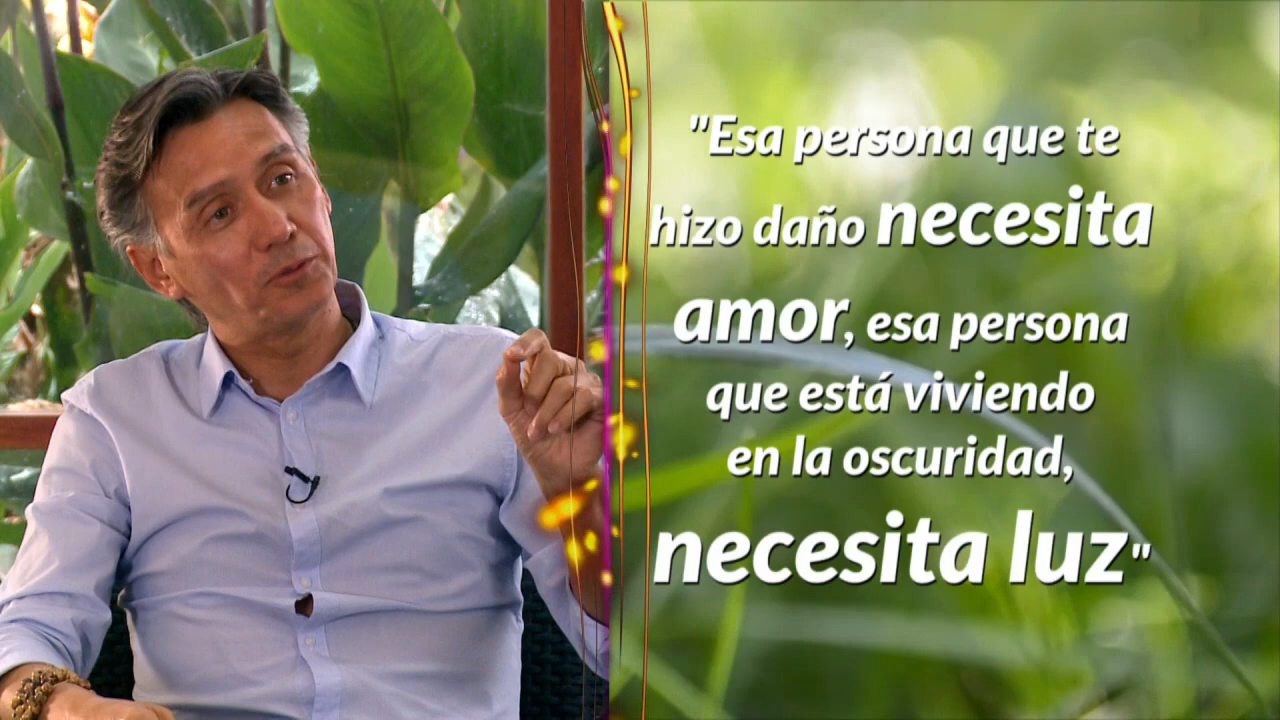 "Esa persona que te
hizo daño necesita
amor, esa persona
que está viviendo
en la oscuridad,
necesita luz"